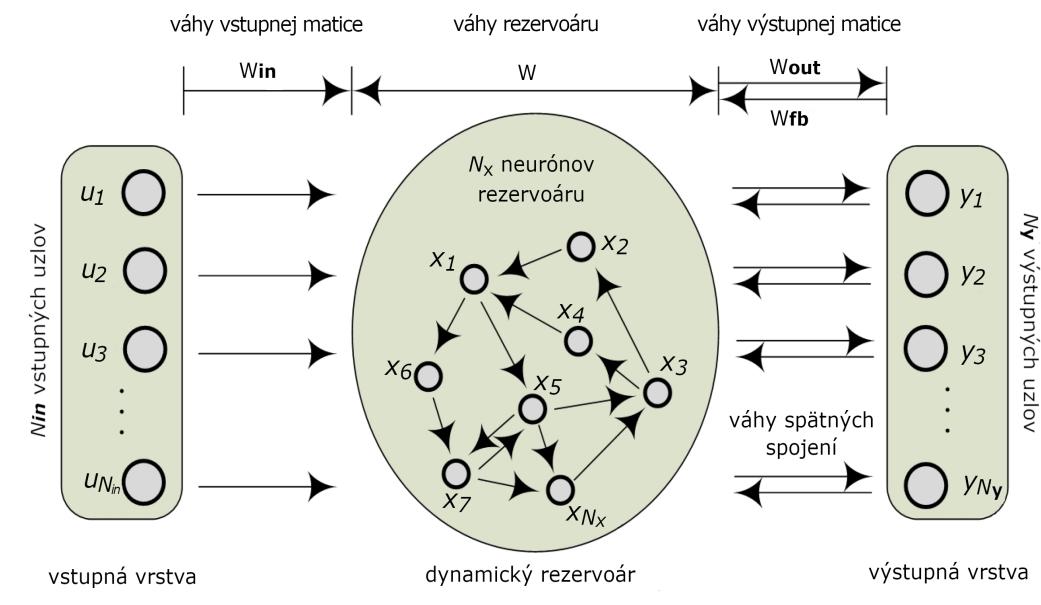 váhy vstupnej matice
váhy rezervoáru
váhy výstupnej matice
Win
W
Wout
Wfb
Nx neurónov
rezervoáru
Nin vstupných uzlov
u1
u2
u3
uNin
x1
x2
x4
x3
x6
x5
x7
xNx
y1
y2
y3
váhy spätných
spojení
yNy
Ny výstupných uzlov
vstupná vrstva
dynamický rezervoár
výstupná vrstva